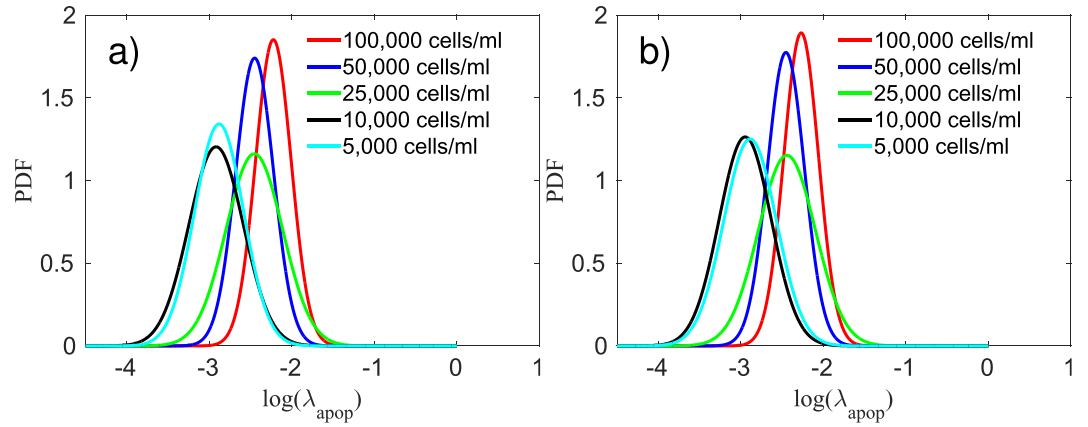 a)
100,000 cells/ml
50,000 cells/ml
25,000 cells/ml
10,000 cells/ml
5,000 cells/ml
2
1.5
1
0.5
0
PDF
-4 -3 -2 -1 0 1
log(λapop)
b)
100,000 cells/ml
50,000 cells/ml
25,000 cells/ml
10,000 cells/ml
5,000 cells/ml
2
1.5
1
0.5
0
PDF
-4 -3 -2 -1 0 1
log(λapop)